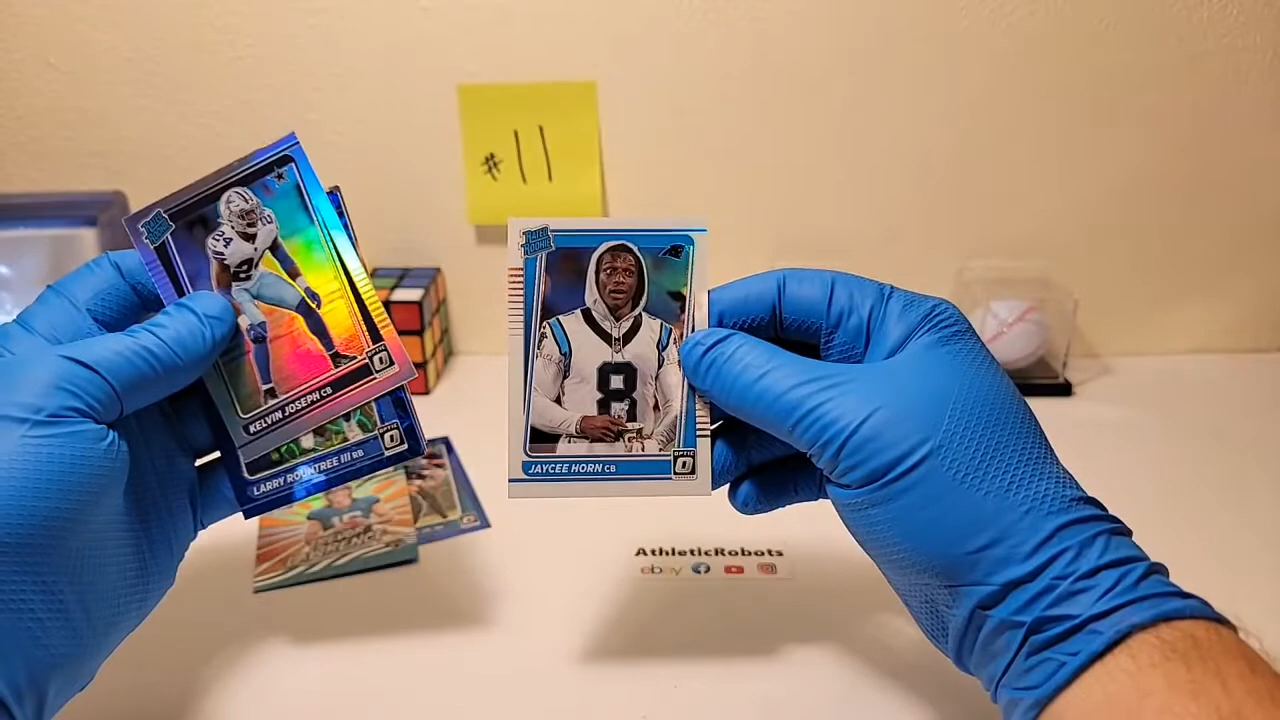 #11
RATED
ROOKIE
24
KELVIN JOSEPH CB
OPTIC
LARRY ROUNTREE III RB
RATED
ROOKIE
8
JAYCEE HORN CB
OPTIC
AthleticRobots
ebay